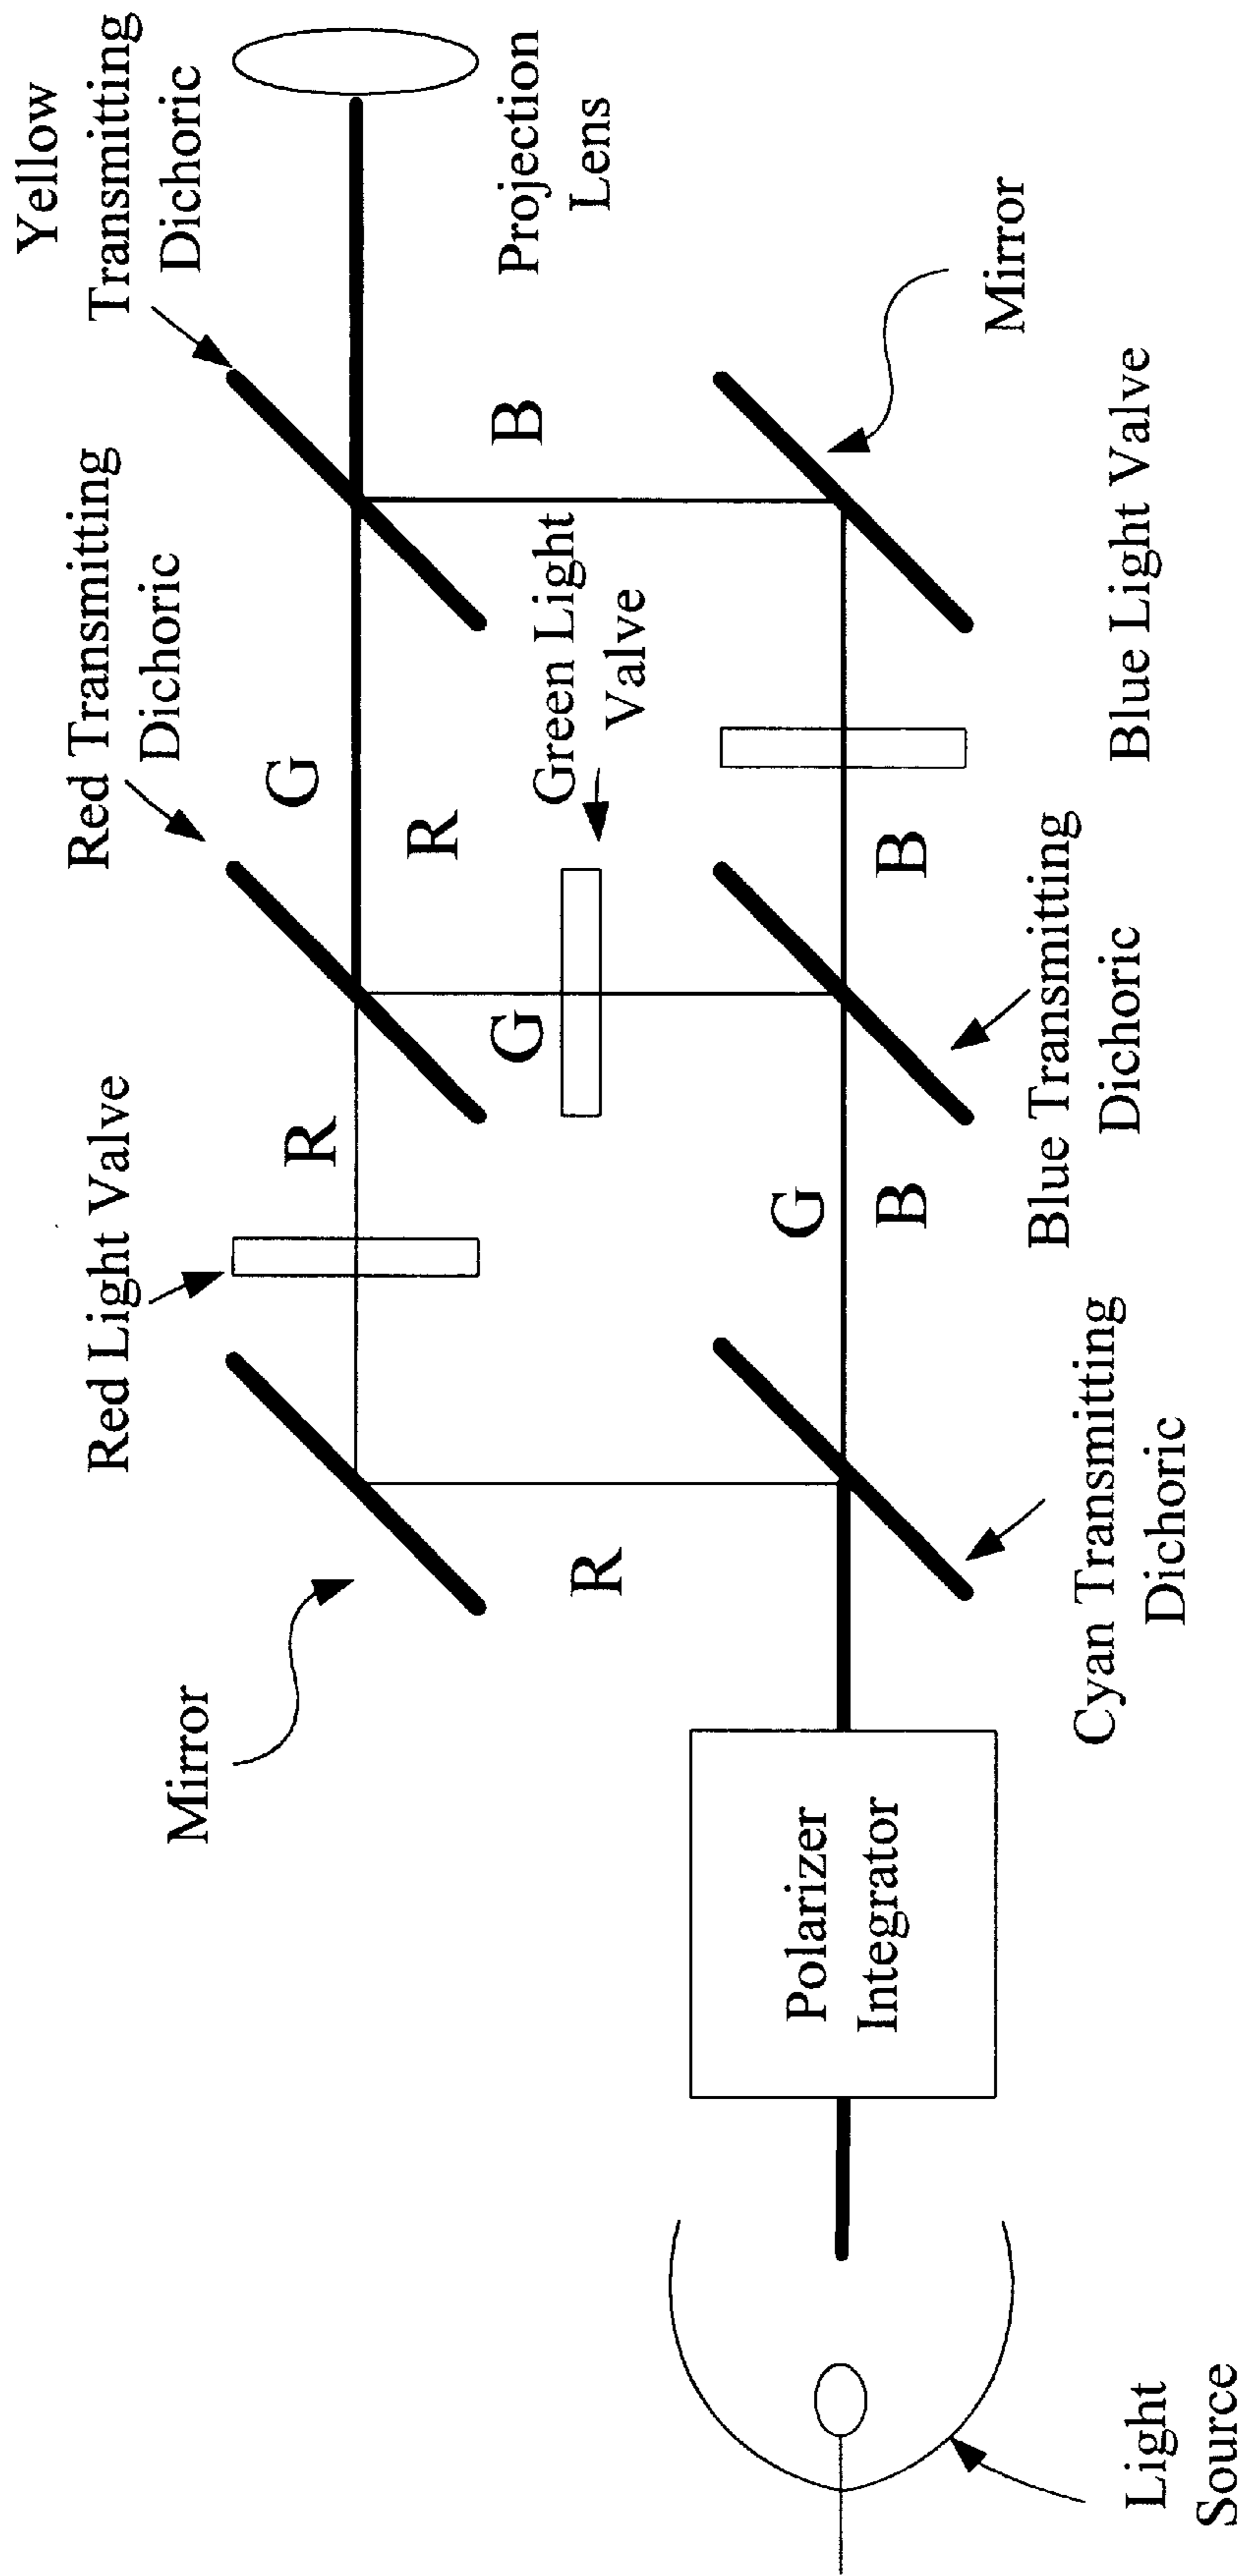 Yellow
Transmitting
Dichoric
Red Transmitting
Dichoric
Red Light Valve
Mirror
G
R
R
B
Projection
Lens
Green Light
Valve
G
R
Mirror
G
B
B
Polarizer
Integrator
Blue Light Valve
Blue Transmitting
Dichoric
Cyan Transmitting
Dichoric
Light
Source